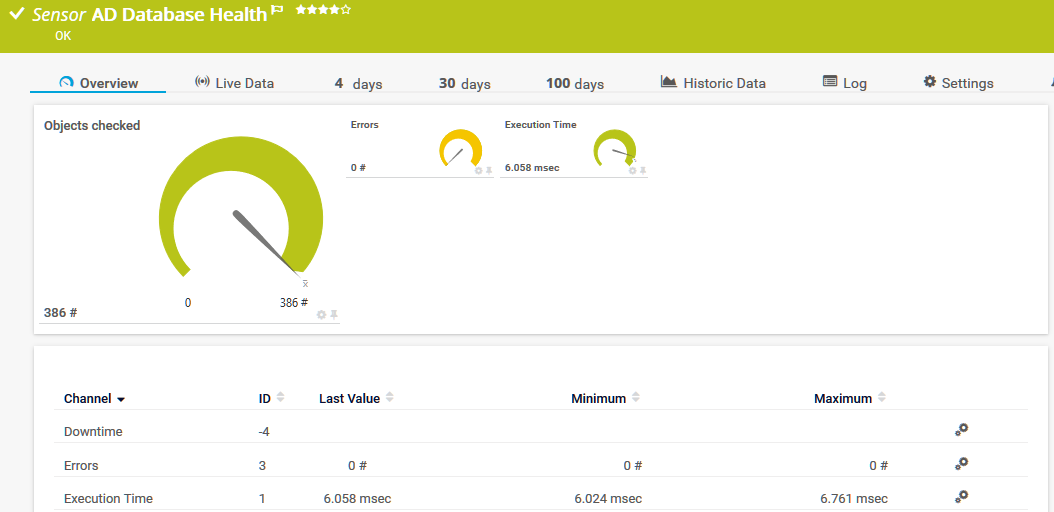 Sensor AD Database Health
OK
Overview Live Data 4 days 30 days 100 days Historic Data Log Settings
Objects checked
0
386 #
386 #
Errors
0 #
Execution Time
6.058 msec
Channel ID Last Value Minimum Maximum
Downtime -4
Errors 3 0 # 0 # 0 #
Execution Time 1 6.058 msec 6.024 msec 6.761 msec